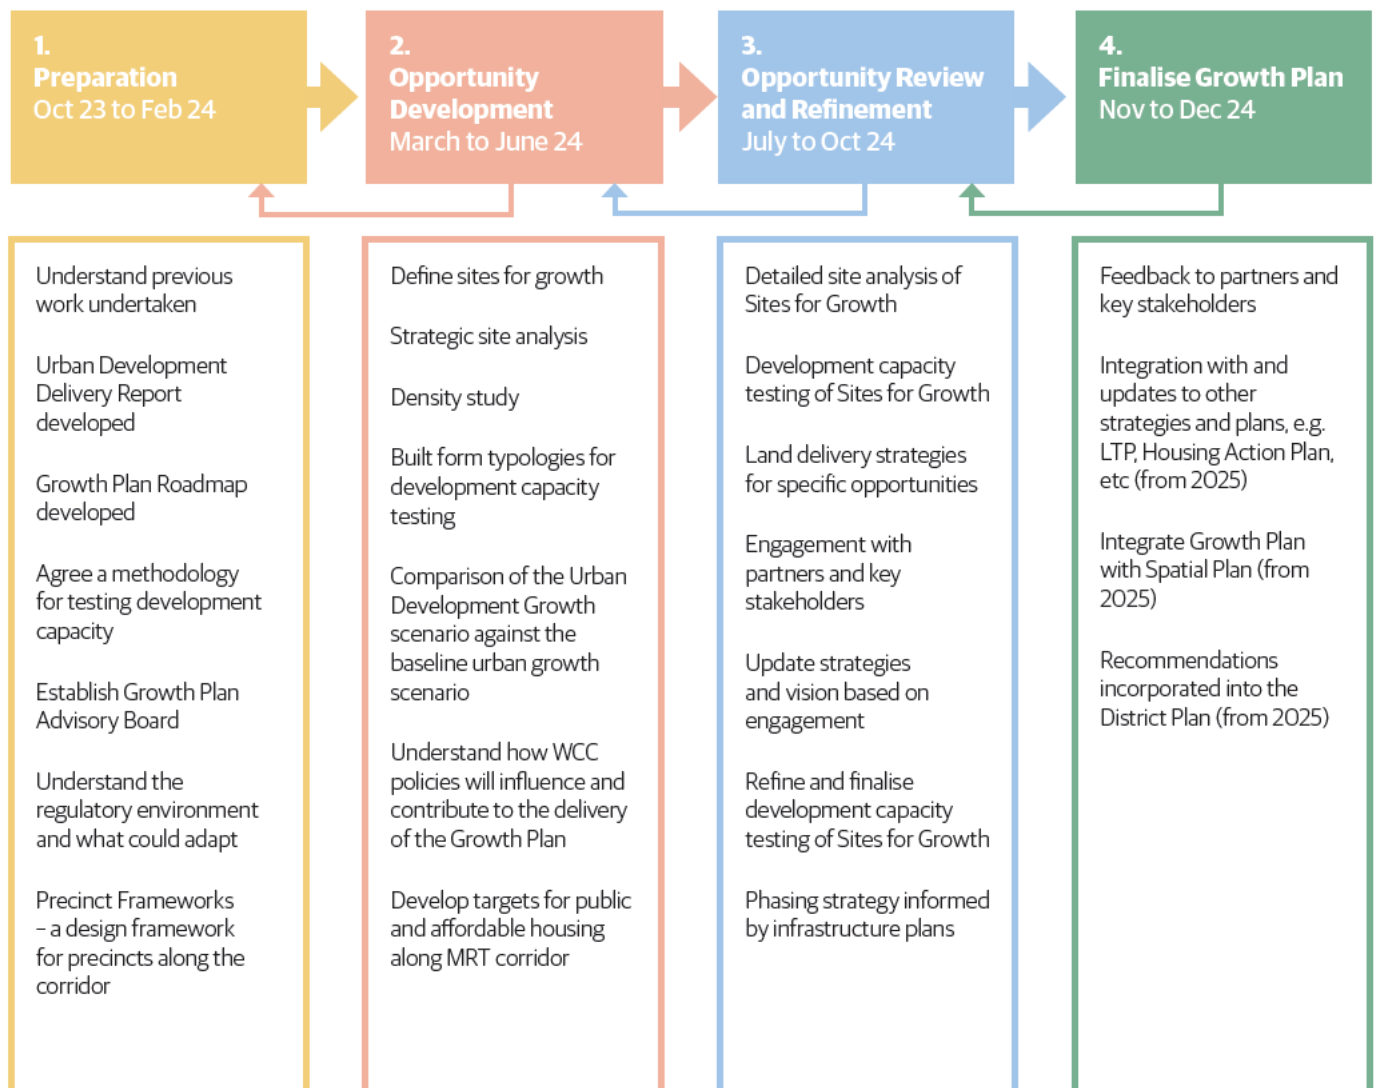 1.
Preparation
Oct 23 to Feb 24
2.
Opportunity
Development
March to June 24
3.
Opportunity Review
and Refinement
July to Oct 24
4.
Finalise Growth Plan
Nov to Dec 24
Understand previous
work undertaken
Urban Development
Delivery Report
developed
Growth Plan Roadmap
developed
Agree a methodology
for testing development
capacity
Establish Growth Plan
Advisory Board
Understand the
regulatory environment
and what could adapt
Precinct Frameworks
– a design framework
for precincts along the
corridor
Define sites for growth
Strategic site analysis
Density study
Built form typologies for
development capacity
testing
Comparison of the Urban
Development Growth
scenario against the
baseline urban growth
scenario
Understand how WCC
policies will influence and
contribute to the delivery
of the Growth Plan
Develop targets for public
and affordable housing
along MRT corridor
Detailed site analysis of
Sites for Growth
Development capacity
testing of Sites for Growth
Land delivery strategies
for specific opportunities
Engagement with
partners and key
stakeholders
Update strategies
and vision based on
engagement
Refine and finalise
development capacity
testing of Sites for Growth
Phasing strategy informed
by infrastructure plans
Feedback to partners and
key stakeholders
Integration with and
updates to other
strategies and plans, e.g.
LTP, Housing Action Plan,
etc (from 2025)
Integrate Growth Plan
with Spatial Plan (from
2025)
Recommendations
incorporated into the
District Plan (from 2025)